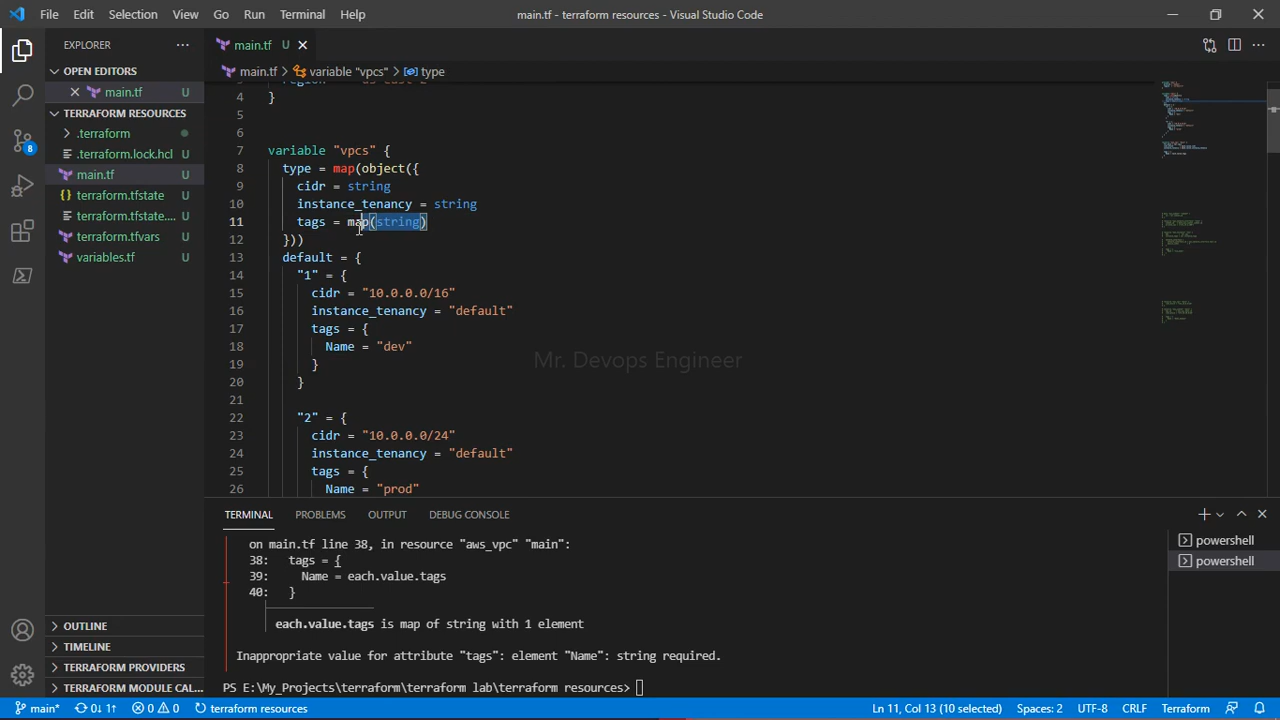 File Edit Selection View Go Run Terminal Help
main.tf - terraform resources - Visual Studio Code
EXPLORER
OPEN EDITORS
main.tf U
TERRAFORM RESOURCES
.terraform
.terraform.lock.hcl U
main.tf U
terraform.tfstate U
terraform.tfstate.... U
terraform.tfvars U
variables.tf U
OUTLINE
TIMELINE
TERRAFORM PROVIDERS
TERRAFORM MODULE CAL...
8
main.tf U
main.tf > variable "vpcs" > type
4 }
5
6
7 variable "vpcs" {
8 type = map(object({
9 cidr = string
10 instance_tenancy = string
11 tags = map(string)
12 }))
13 default = {
14 "1" = {
15 cidr = "10.0.0.0/16"
16 instance_tenancy = "default"
17 tags = {
18 Name = "dev"
19 }
20 }
21
22 "2" = {
23 cidr = "10.0.0.0/24"
24 instance_tenancy = "default"
25 tags = {
26 Name = "prod"
Mr. Devops Engineer
TERMINAL PROBLEMS OUTPUT DEBUG CONSOLE
on main.tf line 38, in resource "aws_vpc" "main":
38: tags = {
39: Name = each.value.tags
40: }
each.value.tags is map of string with 1 element
Inappropriate value for attribute "tags": element "Name": string required.
PS E:\My_Projects\terraform\terraform lab\terraform resources>
powershell
powershell
main* 0↓ 1↑ 0 0 terraform resources
Ln 11, Col 13 (10 selected) Spaces: 2 UTF-8 CRLF Terraform